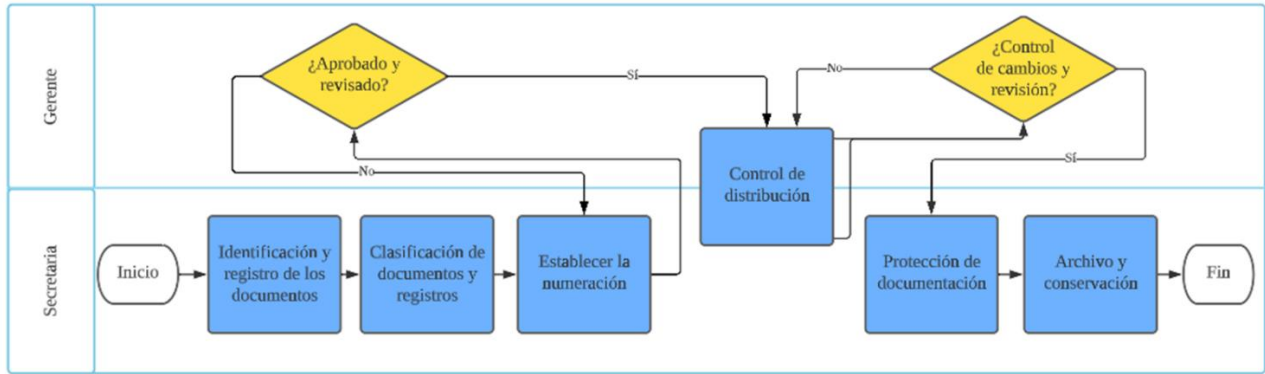 Gerente
¿Aprobado y
revisado?
Sí
No
¿Control
de cambios y
revisión?
No
Sí
Control de
distribución
Secretaria
Inicio
Identificación y
registro de los
documentos
Clasificación de
documentos y
registros
Establecer la
numeración
Protección de
documentación
Archivo y
conservación
Fin